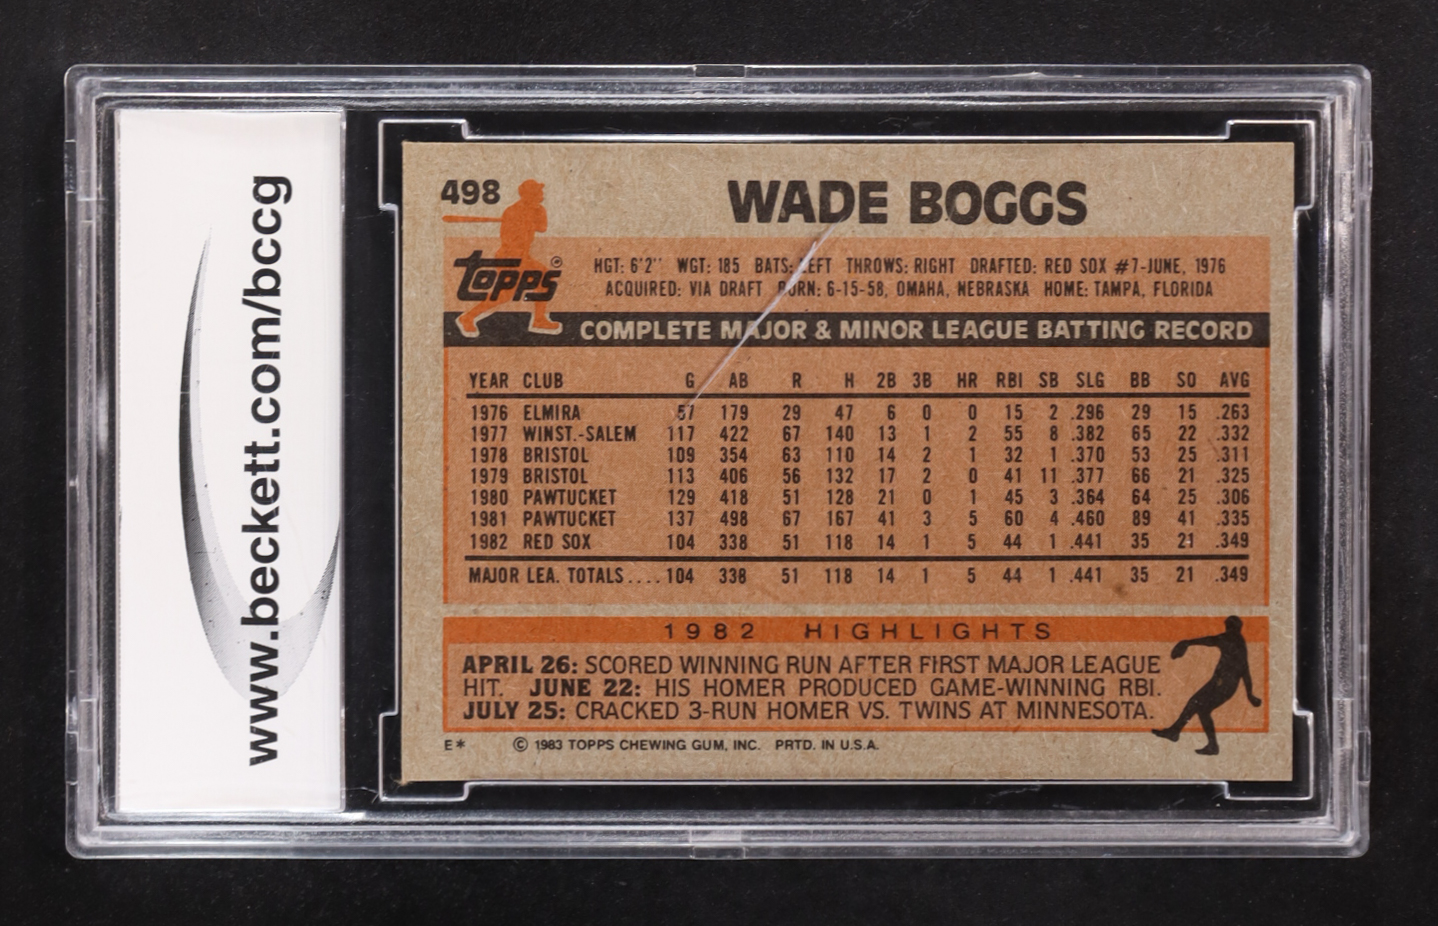 www.beckett.com/bccg
498
WADE BOGGS
Topps®
HGT: 6'2" WGT: 185 BATS: LEFT THROWS: RIGHT DRAFTED: RED SOX #7-JUNE, 1976
ACQUIRED: VIA DRAFT BORN: 6-15-58, OMAHA, NEBRASKA HOME: TAMPA, FLORIDA
COMPLETE MAJOR & MINOR LEAGUE BATTING RECORD
YEAR CLUB G AB R H 2B 3B HR RBI SB SLG BB SO AVG
1976 ELMIRA 57 179 29 47 6 0 0 15 2 .296 29 15 .263
1977 WINST.-SALEM 117 422 67 140 13 1 2 55 8 .382 65 22 .332
1978 BRISTOL 109 354 63 110 14 2 1 32 1 .370 53 25 .311
1979 BRISTOL 113 406 56 132 17 2 0 41 11 .377 66 21 .325
1980 PAWTUCKET 129 418 51 128 21 0 1 45 3 .364 64 25 .306
1981 PAWTUCKET 137 498 67 167 41 3 5 60 4 .460 89 41 .335
1982 RED SOX 104 338 51 118 14 1 5 44 1 .441 35 21 .349
MAJOR LEA. TOTALS.... 104 338 51 118 14 1 5 44 1 .441 35 21 .349
1982 HIGHLIGHTS
APRIL 26: SCORED WINNING RUN AFTER FIRST MAJOR LEAGUE
HIT. JUNE 22: HIS HOMER PRODUCED GAME-WINNING RBI.
JULY 25: CRACKED 3-RUN HOMER VS. TWINS AT MINNESOTA.
E* © 1983 TOPPS CHEWING GUM, INC. PRTD. IN U.S.A.